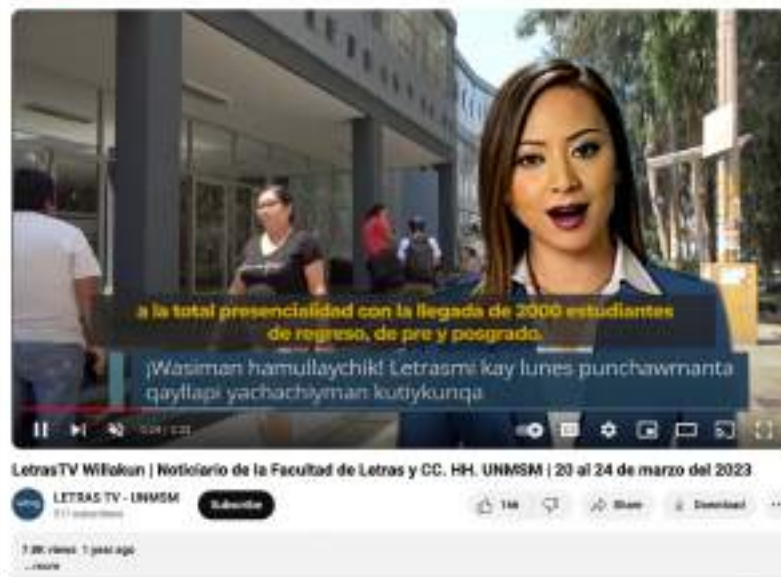 a la total presencialidad con la llegada de 2000 estudiantes
de regreso, de pre y posgrado.
¡Wasiman hamullaychik! Letrasmi kay lunes punchawmanta
qayllapi yachachiyman kutiykunqa
LetrasTV Willakun | Noticiario de la Facultad de Letras y CC. HH. UNMSM | 20 al 24 de marzo del 2023
LETRAS TV - UNMSM
Subscribe
Share
Download
views 1 year ago
...more